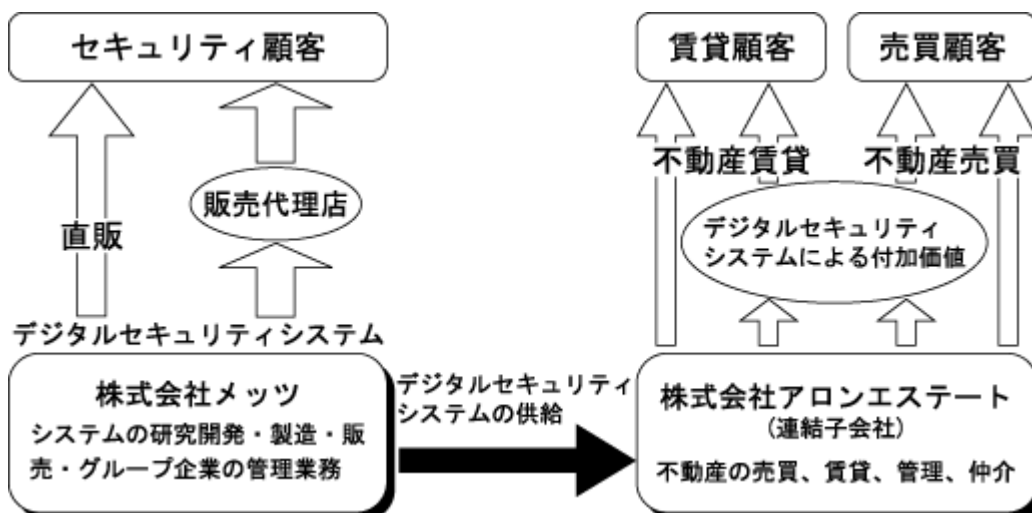 セキュリティ顧客
賃貸顧客
売買顧客
不動産賃貸
不動産売買
販売代理店
直販
デジタルセキュリティ
システムによる付加価値
デジタルセキュリティシステム
株式会社メッツ
システムの研究開発・製造・販
売・グループ企業の管理業務
デジタルセキュリティ
システムの供給
株式会社アロンエステート
(連結子会社)
不動産の売買、賃貸、管理、仲介